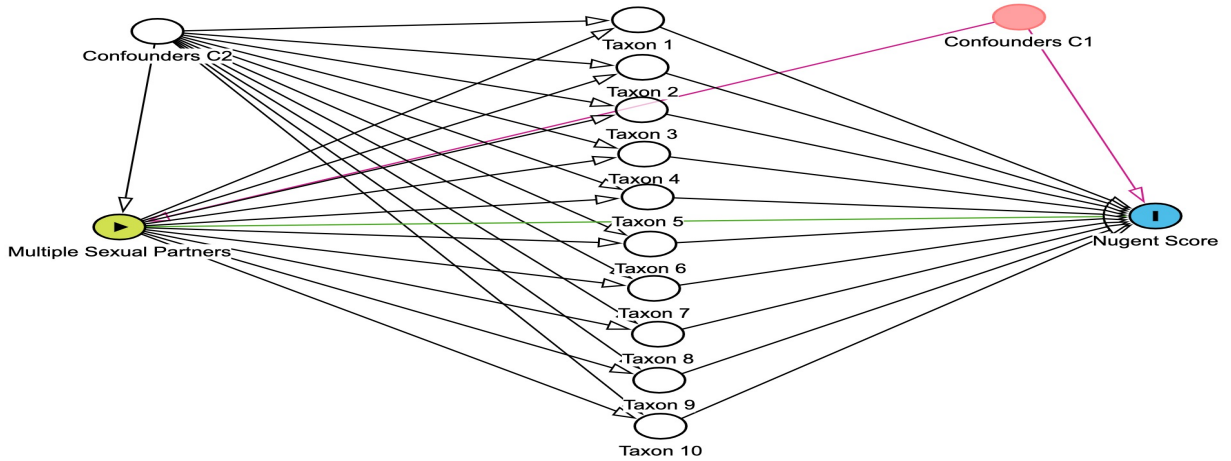 Confounders C2
Taxon 1
Confounders C1
Taxon 2
Taxon 3
Taxon 4
Taxon 5
Multiple Sexual Partners
Nugent Score
Taxon 6
Taxon 7
Taxon 8
Taxon 9
Taxon 10